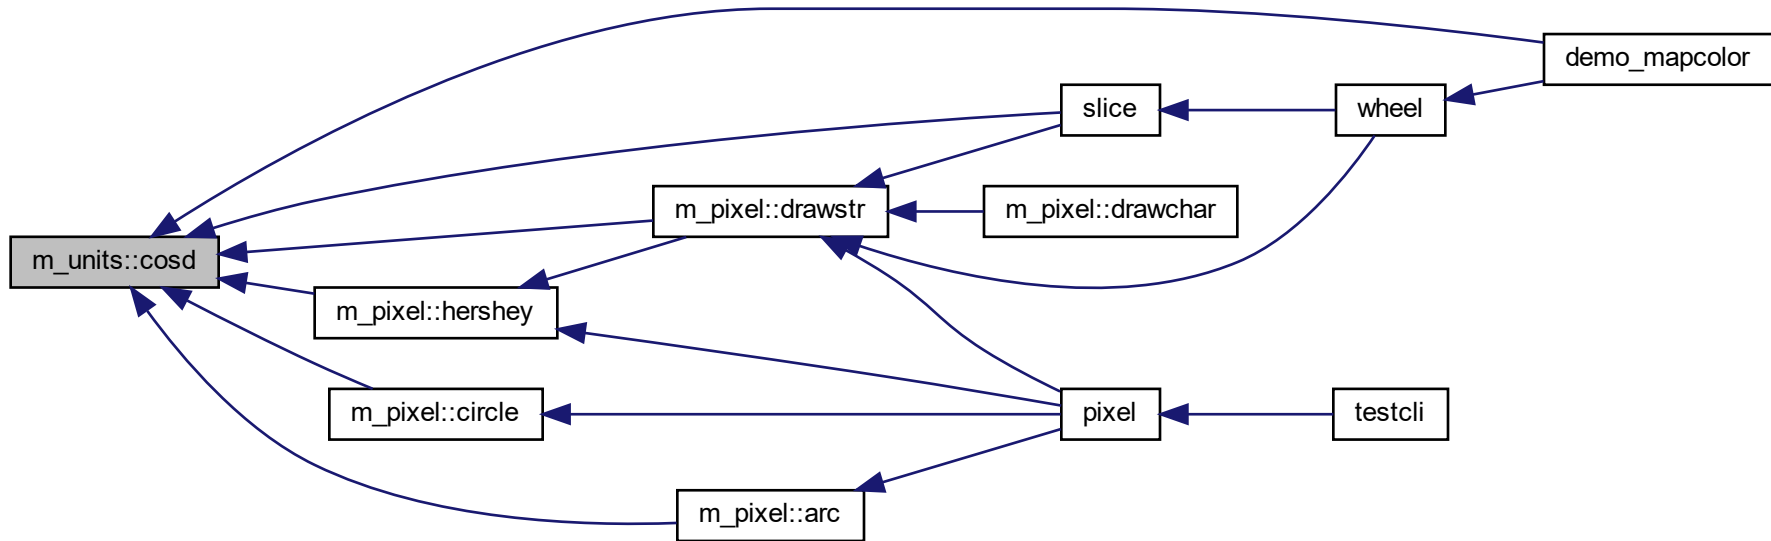 demo_mapcolor
slice
wheel
m_pixel::drawstr
m_pixel::drawchar
m_units::cosd
m_pixel::hershey
m_pixel::circle
pixel
testcli
m_pixel::arc